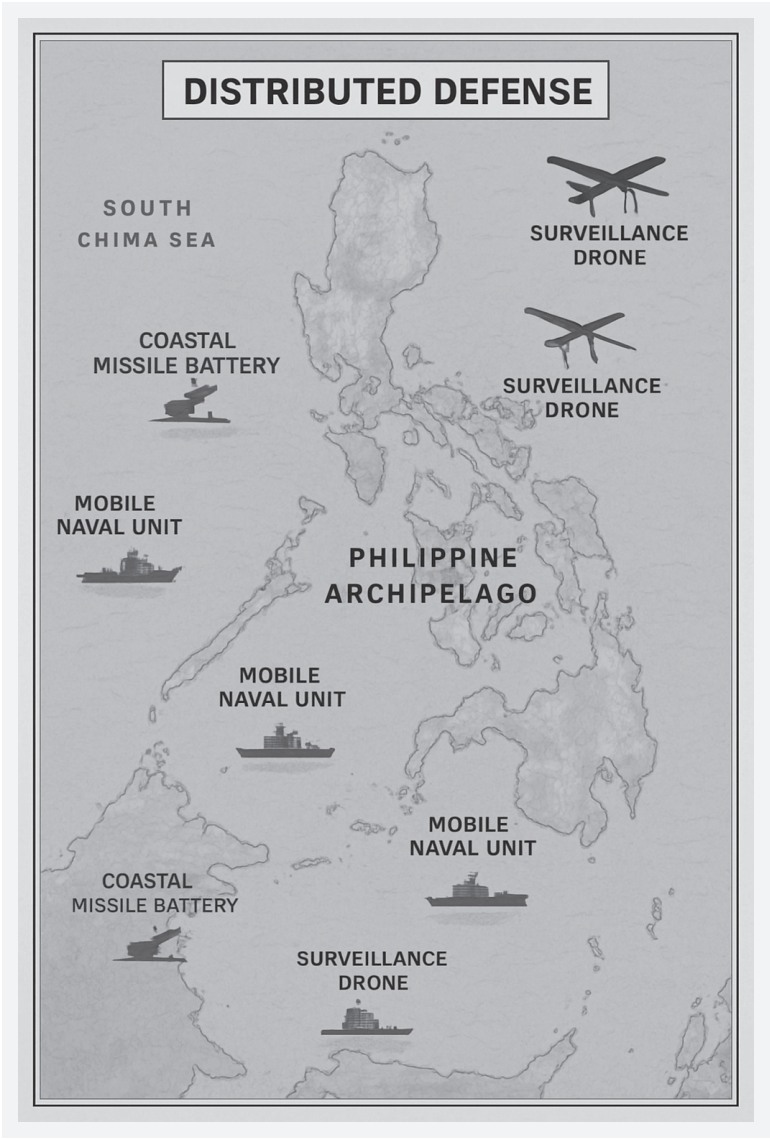 DISTRIBUTED DEFENSE
SOUTH
CHIMA SEA
SURVEILLANCE
DRONE
COASTAL
MISSILE BATTERY
SURVEILLANCE
DRONE
MOBILE
NAVAL UNIT
PHILIPPINE
ARCHIPELAGO
MOBILE
NAVAL UNIT
MOBILE
NAVAL UNIT
COASTAL
MISSILE BATTERY
SURVEILLANCE
DRONE